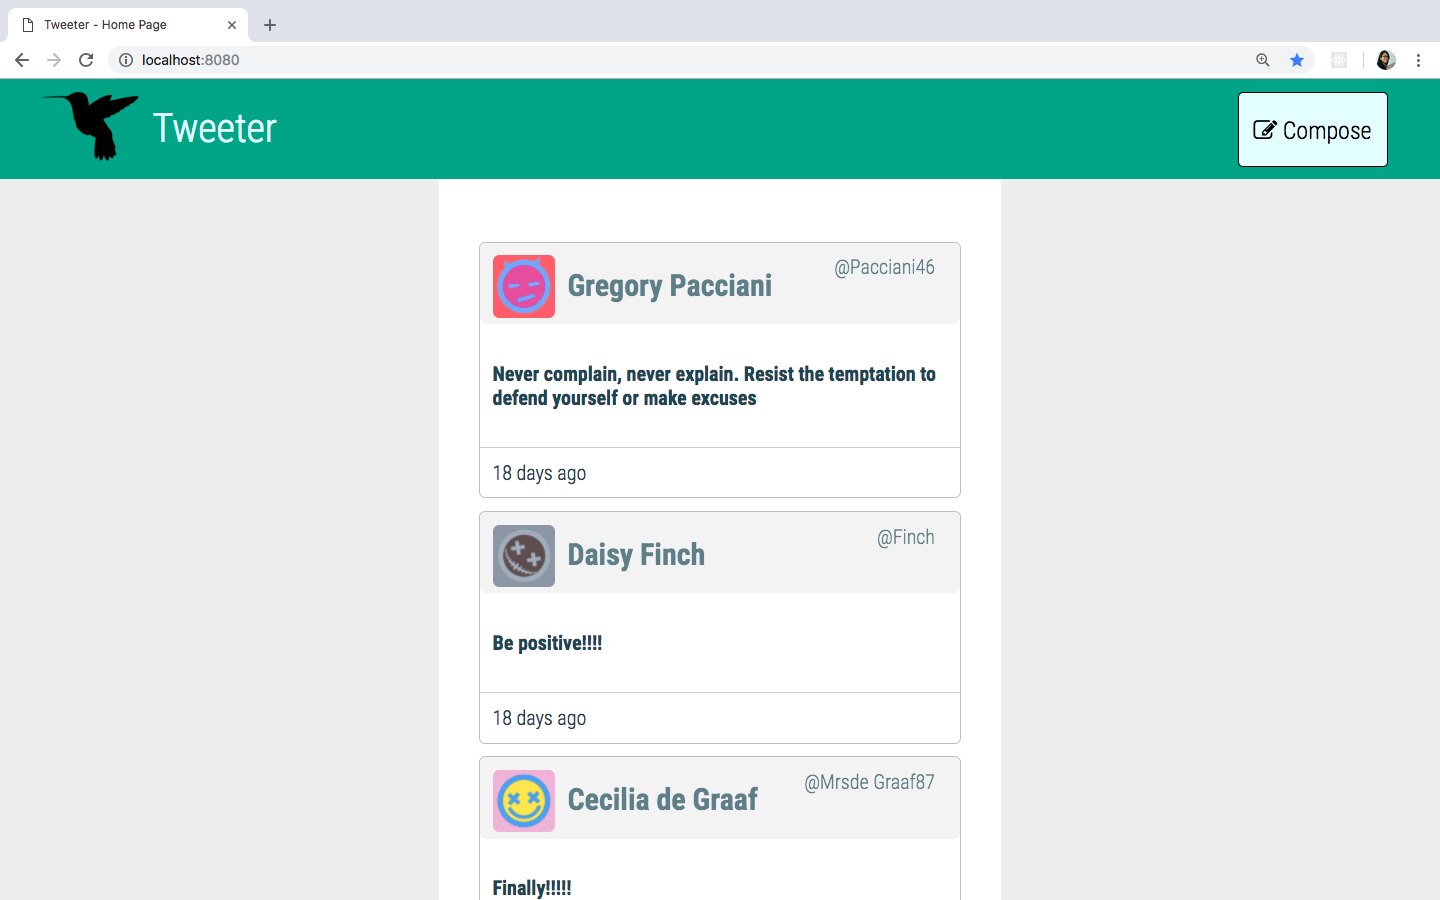 Tweeter - Home Page
localhost:8080
Tweeter
Compose
Gregory Pacciani
@Pacciani46
Never complain, never explain. Resist the temptation to
defend yourself or make excuses
18 days ago
Daisy Finch
@Finch
Be positive!!!!
18 days ago
Cecilia de Graaf
@Mrsde Graaf87
Finally!!!!!